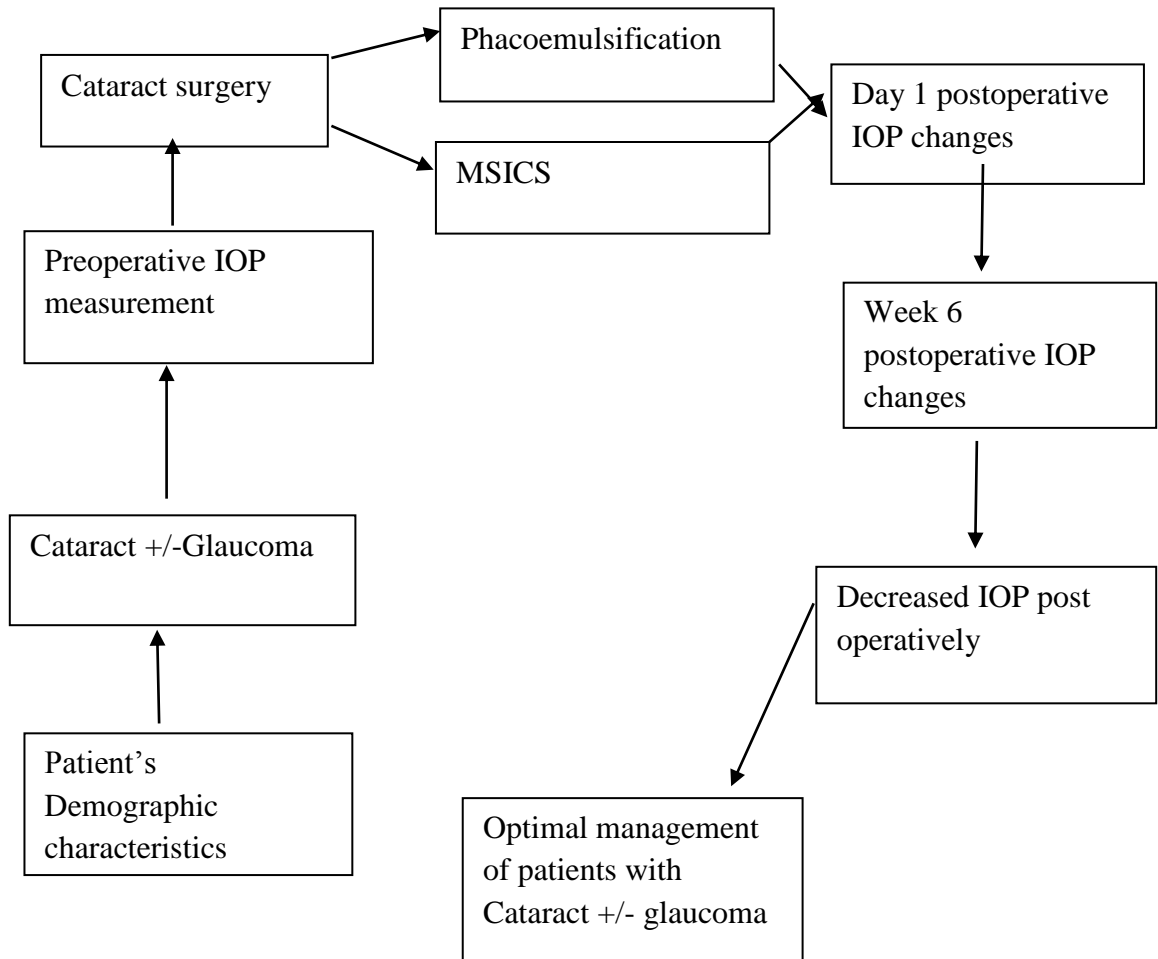 Phacoemulsification
Cataract surgery
Day 1 postoperative
IOP changes
MSICS
Preoperative IOP
measurement
Week 6
postoperative IOP
changes
Cataract +/-Glaucoma
Decreased IOP post
operatively
Patient’s
Demographic
characteristics
Optimal management
of patients with
Cataract +/- glaucoma